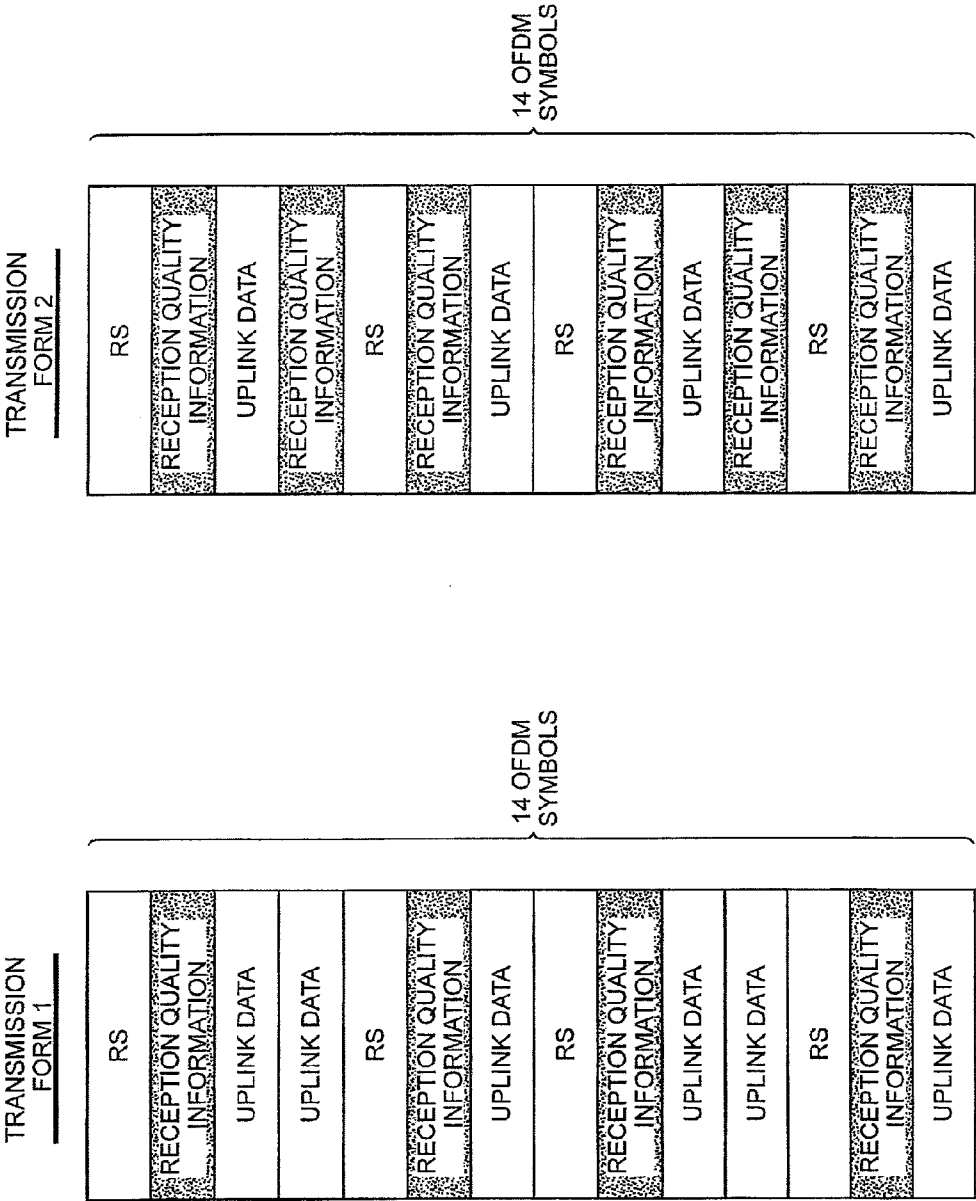 TRANSMISSION
FORM 1
RS
RECEPTION QUALITY
INFORMATION
UPLINK DATA
UPLINK DATA
RS
RECEPTION QUALITY
INFORMATION
UPLINK DATA
RS
RECEPTION QUALITY
INFORMATION
UPLINK DATA
UPLINK DATA
RS
RECEPTION QUALITY
INFORMATION
UPLINK DATA
14 OFDM
SYMBOLS
TRANSMISSION
FORM 2
RS
RECEPTION QUALITY
INFORMATION
UPLINK DATA
RECEPTION QUALITY
INFORMATION
RS
RECEPTION QUALITY
INFORMATION
UPLINK DATA
RS
RECEPTION QUALITY
INFORMATION
UPLINK DATA
RECEPTION QUALITY
INFORMATION
RS
RECEPTION QUALITY
INFORMATION
UPLINK DATA
14 OFDM
SYMBOLS